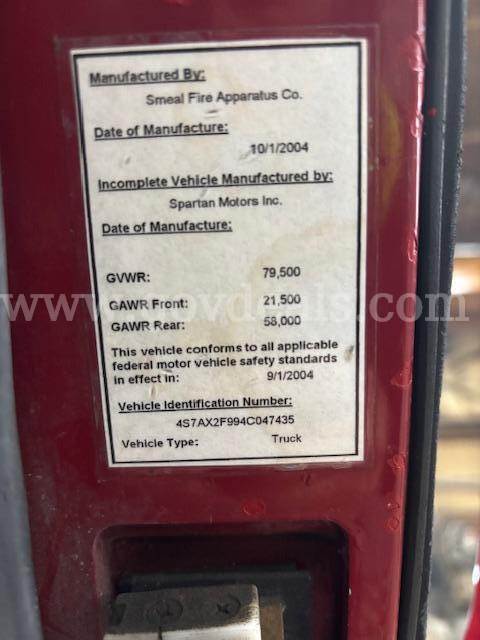 Manufactured By:
Smeal Fire Apparatus Co.
Date of Manufacture:
10/1/2004
Incomplete Vehicle Manufactured by:
Spartan Motors Inc.
Date of Manufacture:
GVWR: 79,500
www.govdeals.com
GAWR Front: 21,500
GAWR Rear: 58,000
This vehicle conforms to all applicable
federal motor vehicle safety standards
in effect in: 9/1/2004
Vehicle Identification Number:
4S7AX2F994C047435
Vehicle Type: Truck